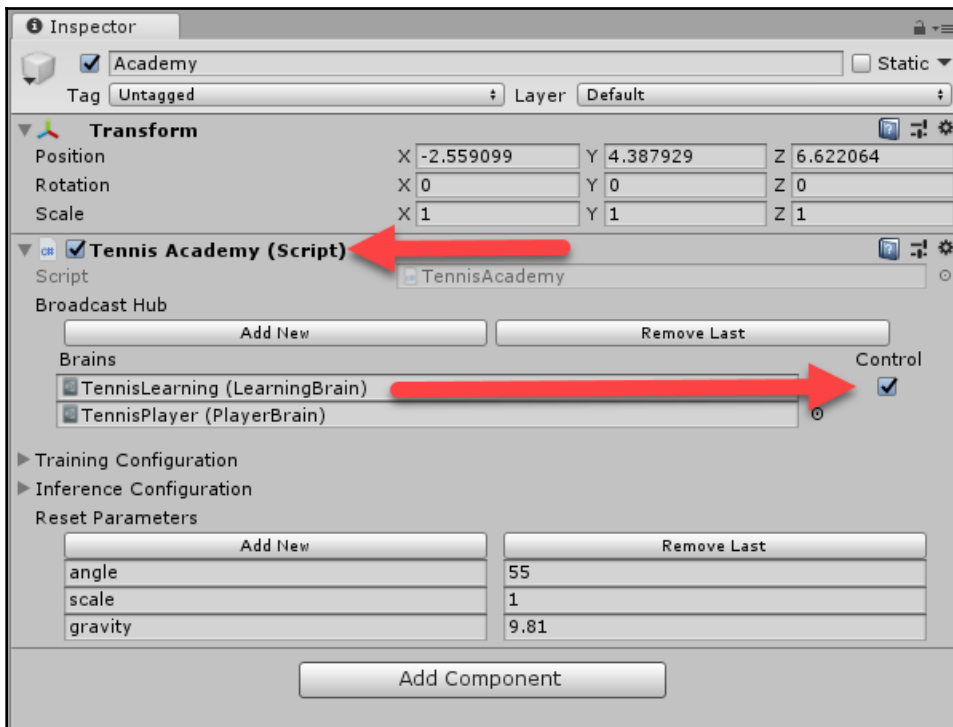 Inspector
Academy Static
Tag Untagged Layer Default
Transform
Position X -2.559099 Y 4.387929 Z 6.622064
Rotation X 0 Y 0 Z 0
Scale X 1 Y 1 Z 1
C# Tennis Academy (Script)
Script TennisAcademy
Broadcast Hub
Add New Remove Last
Brains Control
TennisLearning (LearningBrain)
TennisPlayer (PlayerBrain)
Training Configuration
Inference Configuration
Reset Parameters
Add New Remove Last
angle 55
scale 1
gravity 9.81
Add Component